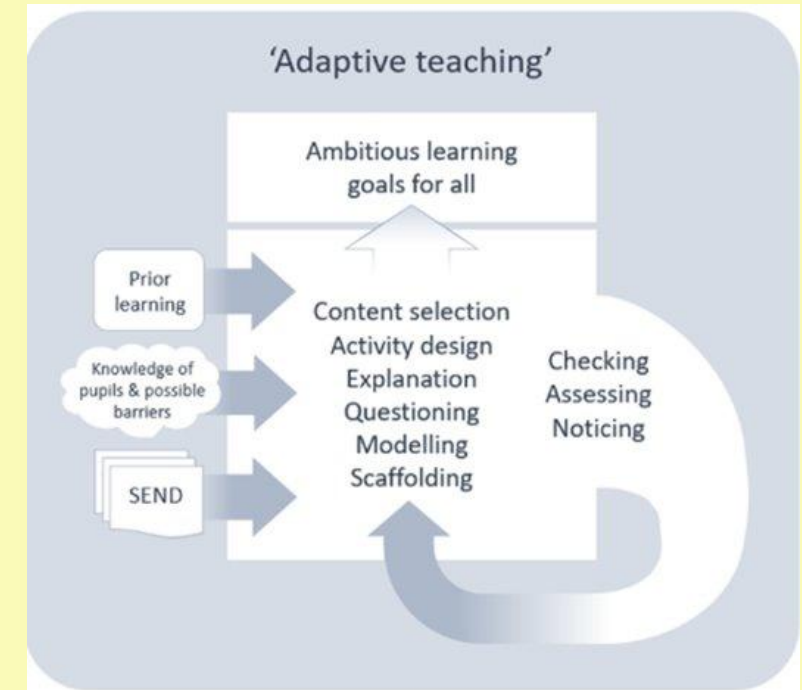 ‘Adaptive teaching’
Ambitious learning
goals for all
Prior
learning
Knowledge of
pupils & possible
barriers
SEND
Content selection
Activity design
Explanation
Questioning
Modelling
Scaffolding
Checking
Assessing
Noticing